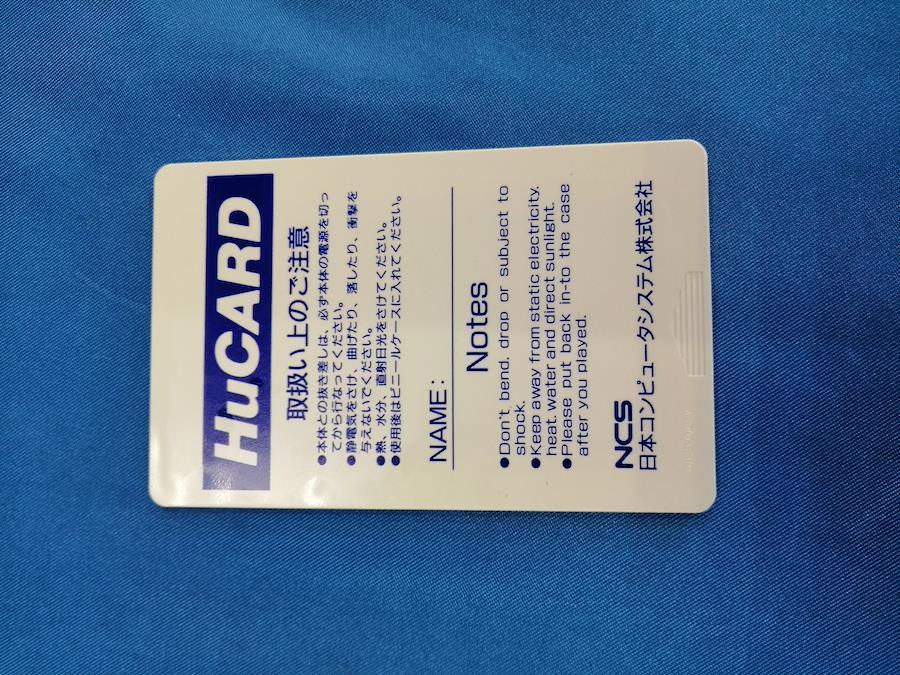 HuCARD
取扱い上のご注意
●本体との抜き差しは、必ず本体の電源を切っ
てから行なってください。
●静電気をさけ、曲げたり、落したり、衝撃を
与えないでください。
●熱、水分、直射日光をさけてください。
●使用後はビニールケースに入れてください。
NAME:
Notes
●Don't bend. drop or subject to
shock.
●Keep away from static electricity.
heat. water and direct sunlight.
●Please put back in-to the case
after you played.
NCS
日本コンピュータシステム株式会社